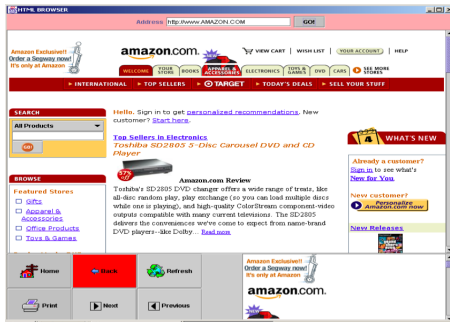 HTML BROWSER
Address http://www.AMAZON.COM GO!
Amazon Exclusive!!
Order a Segway now!
It's only at Amazon
amazon.com.
VIEW CART | WISH LIST | YOUR ACCOUNT | HELP
WELCOME YOUR STORE BOOKS APPAREL & ACCESSORIES ELECTRONICS TOYS & GAMES DVD CARS SEE MORE STORES
INTERNATIONAL TOP SELLERS TARGET TODAY'S DEALS SELL YOUR STUFF
SEARCH
All Products
GO!
BROWSE
Featured Stores
Gifts
Apparel &
Accessories
Office Products
Toys & Games
Hello. Sign in to get personalized recommendations. New
customer? Start here.
Top Sellers in Electronics
Toshiba SD2805 5-Disc Carousel DVD and CD
Player
57%
OFF
Amazon.com Review
Toshiba's SD2805 DVD changer offers a wide range of treats, like
all-disc random play, play exchange (so you can load multiple discs
while one is playing), and high-quality ColorStream component-video
outputs compatible with many current televisions. The SD2805
delivers the conveniences we've come to expect from name-brand
DVD players--like Dolby... Read more
4 WHAT'S NEW
Already a customer?
Sign in to see what's
New for You.
New customer?
Personalize
Amazon.com now
New Releases
Home Back Refresh
Print Next Previous
Amazon Exclusive!!
Order a Segway now!
It's only at Amazon
amazon.com.